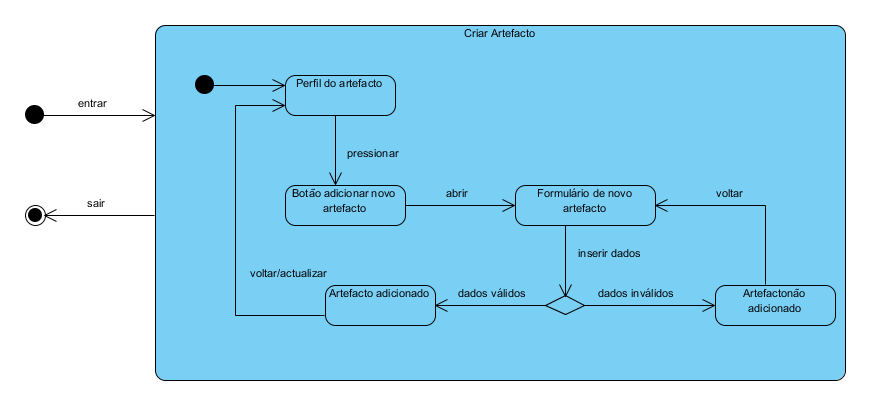 Criar Artefacto
Perfil do artefacto
entrar
pressionar
Botão adicionar novo
artefacto
abrir
Formulário de novo
artefacto
voltar
sair
inserir dados
voltar/actualizar
Artefacto adicionado
dados válidos
dados inválidos
Artefactonão
adicionado